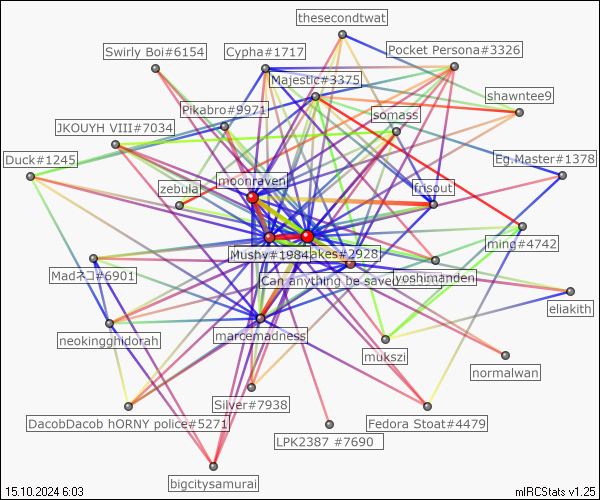 thesecondtwat
Swirly Boi#6154
Cypha#1717
Pocket Persona#3326
Majestic#3375
shawntee9
Pikabro#9971
somass
JKOUYH VIII#7034
Duck#1245
Eg.Master#1378
moonraven
zebula
frisout
ming#4742
Mushy#1984
akes#2928
Madネコ#6901
Can anything be save
yoshimanden
eliakith
neokingghidorah
marcemadness
mukszi
normalwan
Silver#7938
DacobDacob hORNY police#5271
Fedora Stoat#4479
LPK2387 #7690
bigcitysamurai
15.10.2024 6:03
mIRCStats v1.25